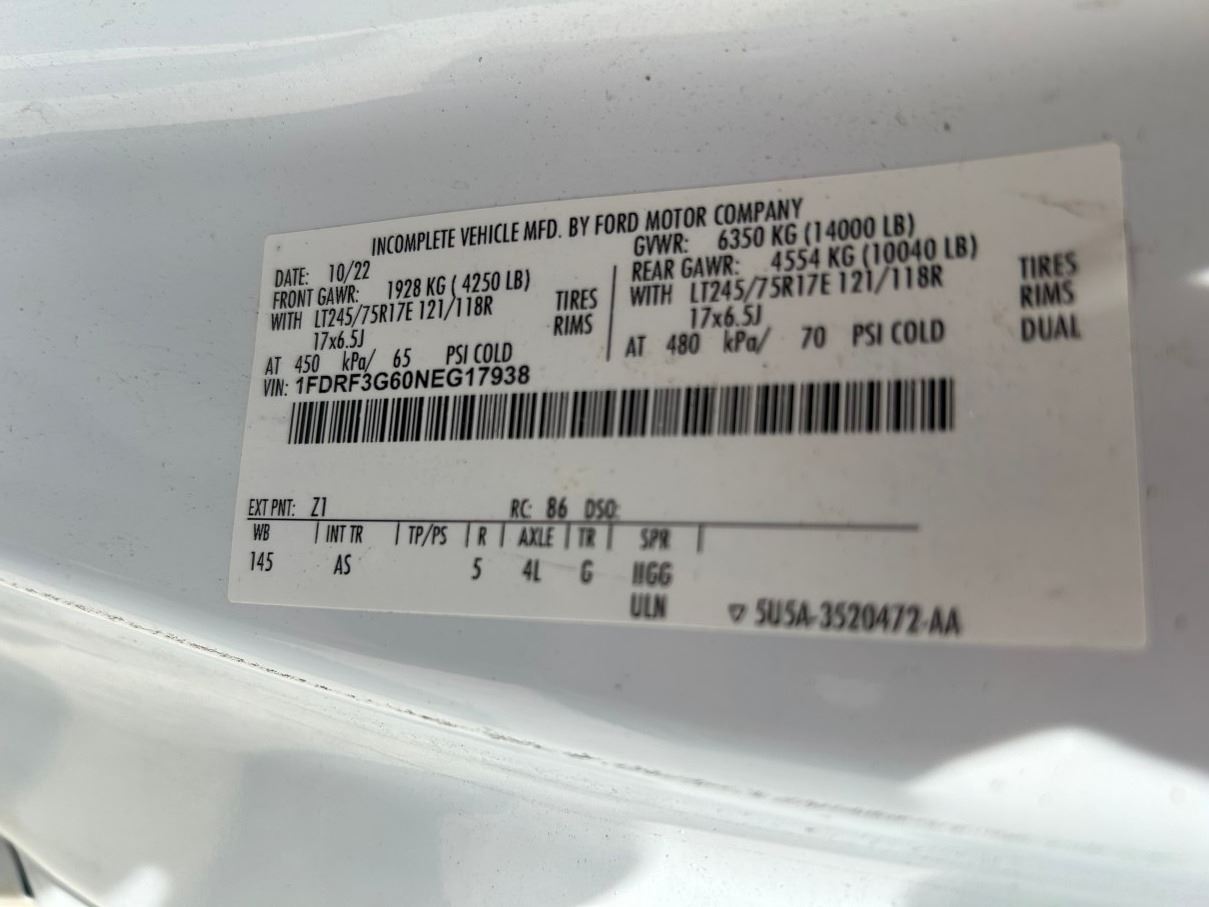 INCOMPLETE VEHICLE MFD. BY FORD MOTOR COMPANY
DATE: 10/22
FRONT GAWR: 1928 KG ( 4250 LB)
WITH LT245/75R17E 121/118R TIRES
17x6.5J RIMS
AT 450 kPa/ 65 PSI COLD
GVWR: 6350 KG (14000 LB)
REAR GAWR: 4554 KG (10040 LB)
WITH LT245/75R17E 121/118R TIRES
17x6.5J RIMS
AT 480 kPa/ 70 PSI COLD DUAL
VIN: 1FDRF3G60NEG17938
EXT PNT: Z1 RC: 86 DSO:
WB INT TR TP/PS R AXLE TR SPR
145 AS 5 4L G IIGG
ULN
▽ 5U5A-3520472-AA